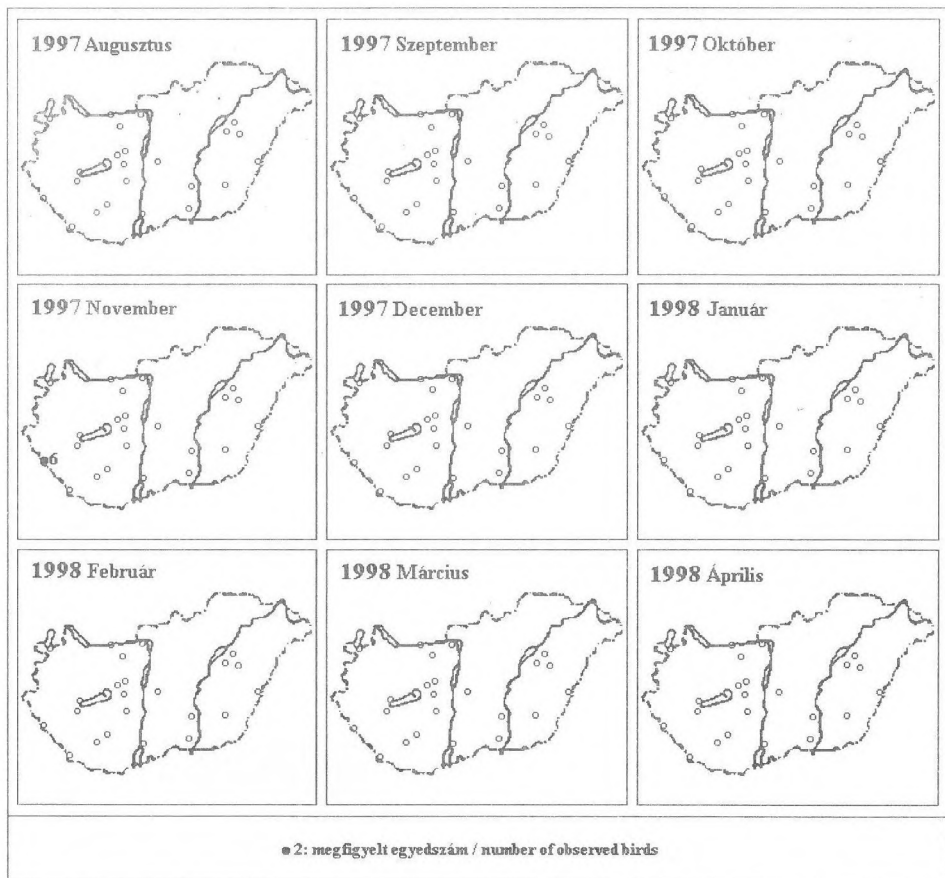 1997 Augusztus
1997 Szeptember
1997 Október
1997 November
6
1997 December
1998 Január
1998 Február
1998 Március
1998 Április
2: megfigyelt egyedszám / number of observed birds